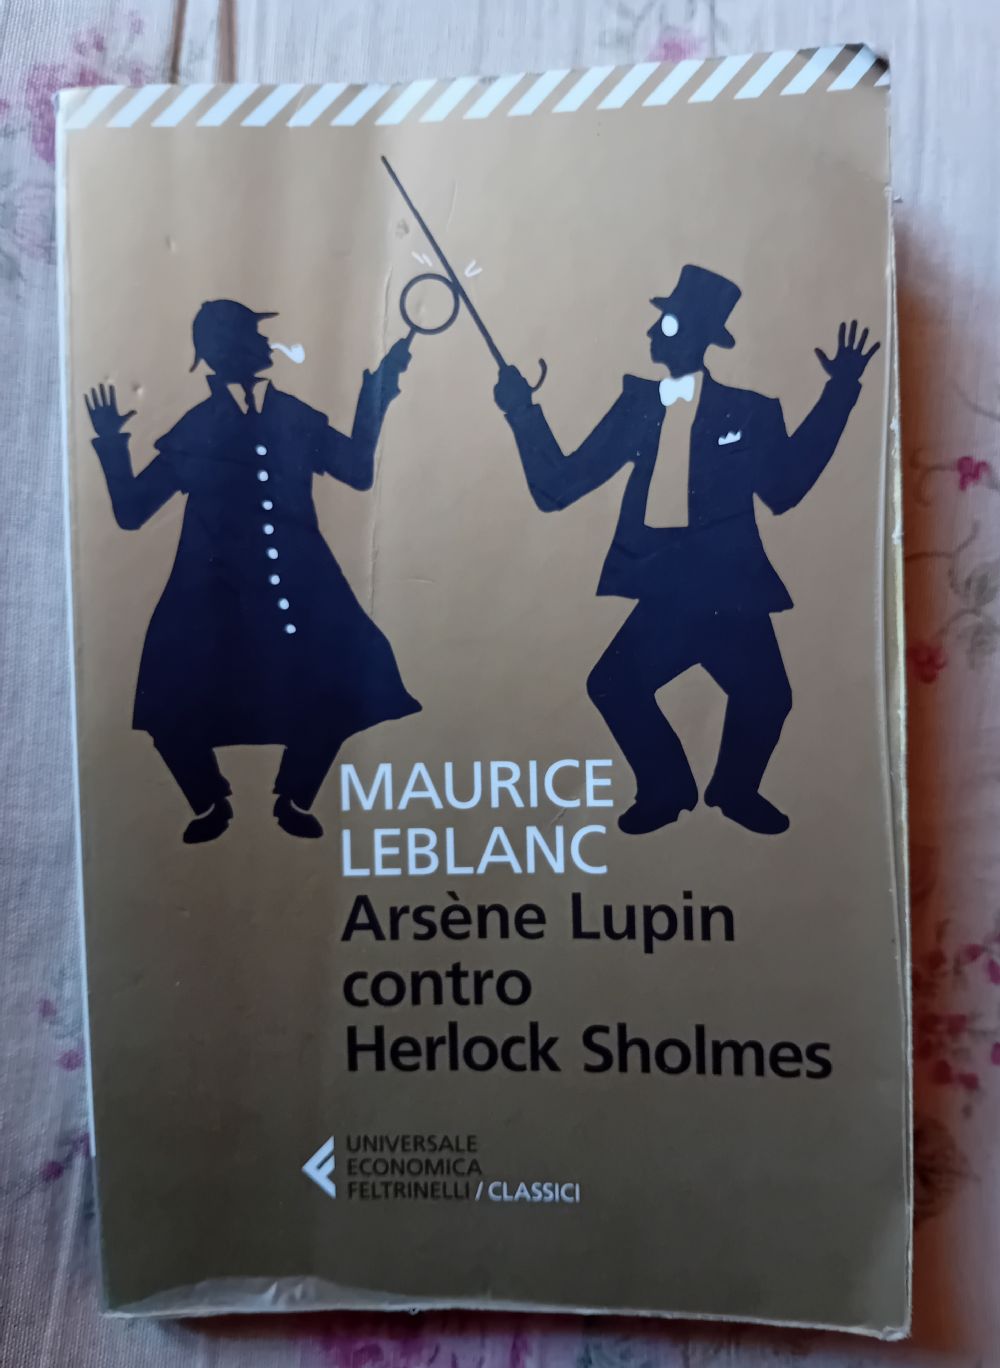 MAURICE
LEBLANC
Arsène Lupin
contro
Herlock Sholmes
UNIVERSALE
ECONOMICA
FELTRINELLI / CLASSICI